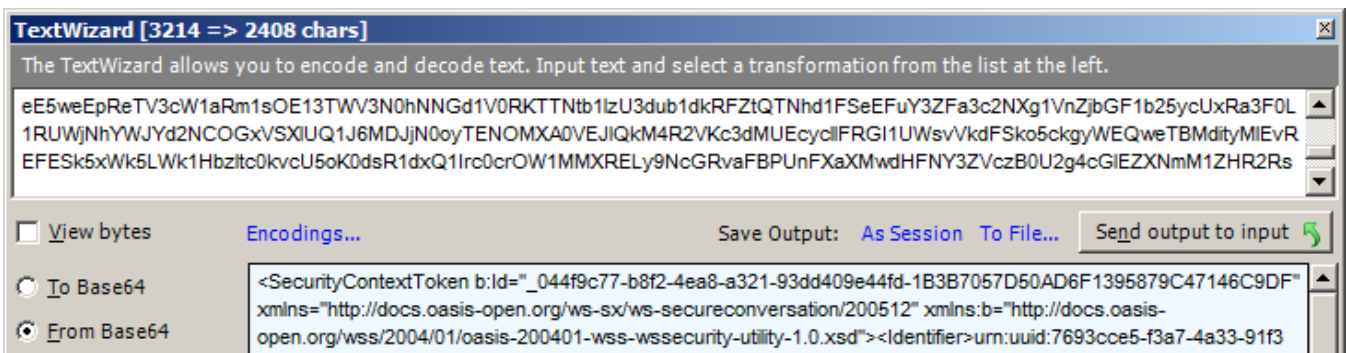 TextWizard [3214 => 2408 chars]
The TextWizard allows you to encode and decode text. Input text and select a transformation from the list at the left.
eE5weEpReTV3cW1aRm1sOE13TWV3N0hNNGd1V0RKTTNtb1lzU3dub1dkRFZtQTNhd1FSeEFuY3ZFa3c2NXg1VnZjbGF1b25ycUxRa3F0L
1RUWjNhYWJYd2NCOGxVSXlUQ1J6MDJjN0oyTENOMXA0VEJIQkM4R2VKc3dMUEcycllFRGI1UWsvVkdFSko5ckgyWEQweTBMdityMlEvR
EFESk5xWk5LWk1Hbzltc0kvcU5oK0dsR1dxQ1Irc0crOW1MMXRELy9NcGRvaFBPUnFXaXMwdHFNY3ZVczB0U2g4cGlEZXNmM1ZHR2Rs
View bytes
Encodings...
Save Output: As Session To File... Send output to input
To Base64
From Base64
<SecurityContextToken b:Id="_044f9c77-b8f2-4ea8-a321-93dd409e44fd-1B3B7057D50AD6F1395879C47146C9DF"
xmlns="http://docs.oasis-open.org/ws-sx/ws-secureconversation/200512" xmlns:b="http://docs.oasis-
open.org/wss/2004/01/oasis-200401-wss-wssecurity-utility-1.0.xsd"><Identifier>urn:uuid:7693cce5-f3a7-4a33-91f3